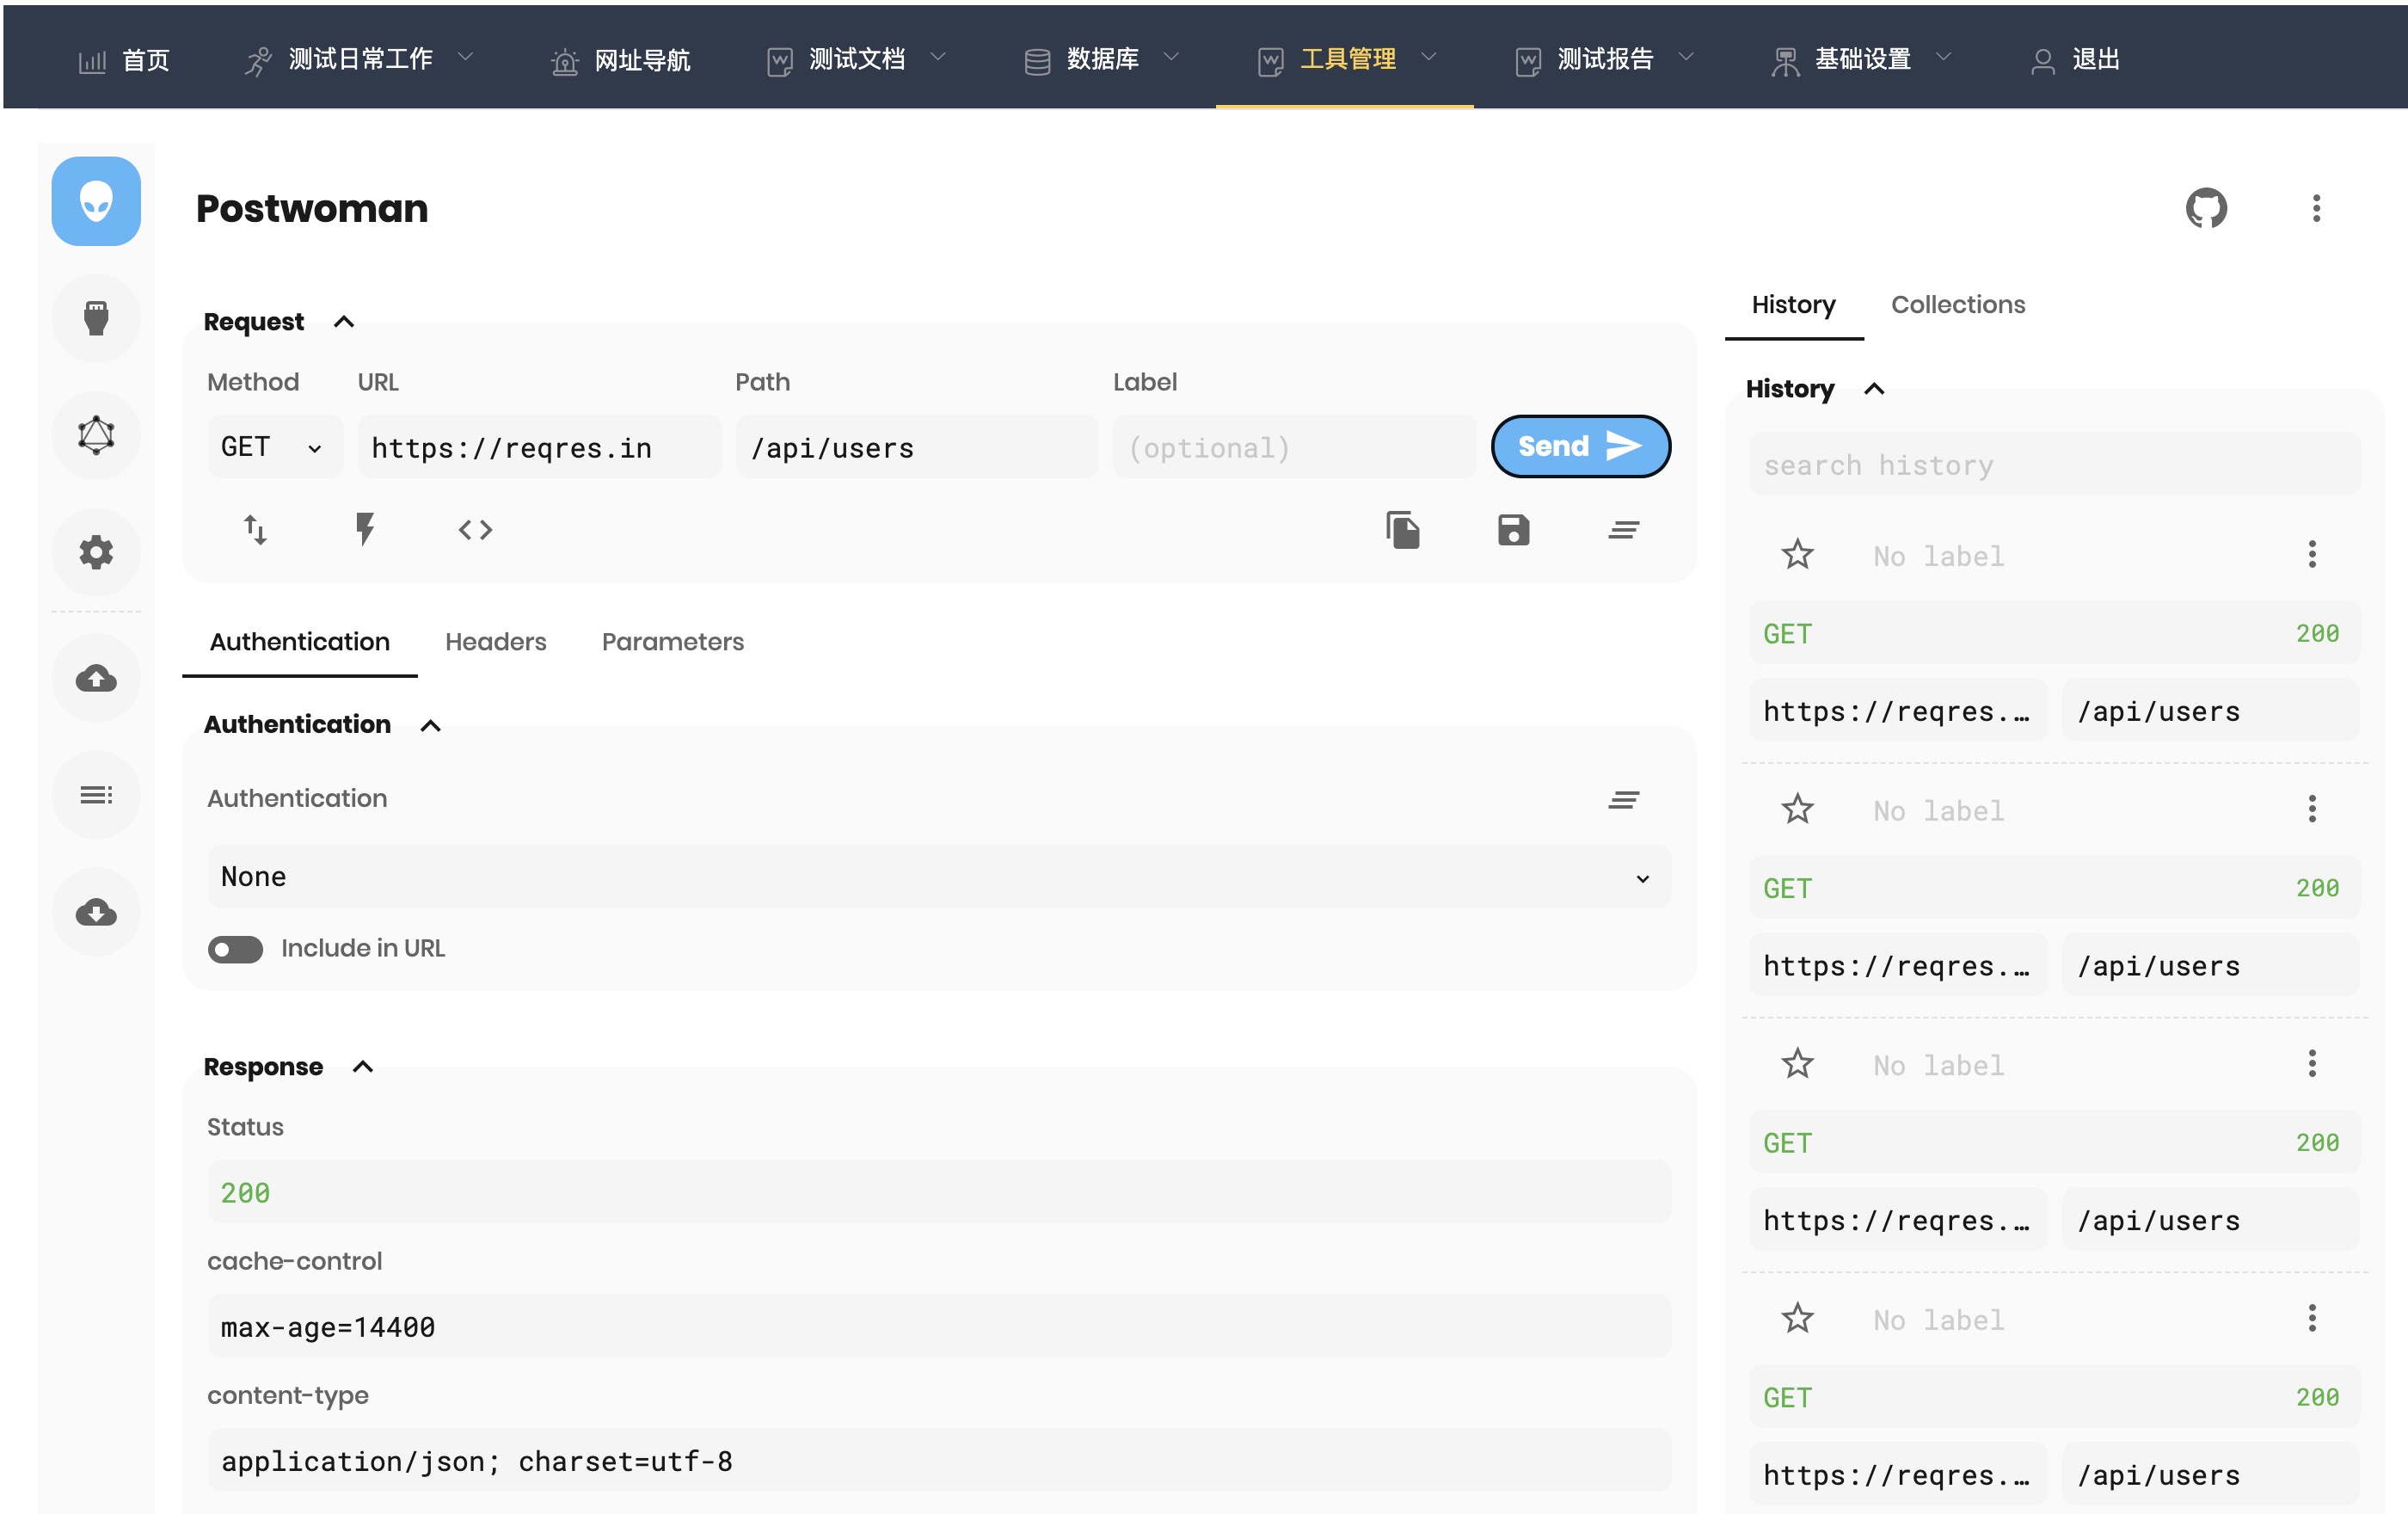 首页 测试日常工作 网址导航 测试文档 数据库 工具管理 测试报告 基础设置 退出
Postwoman
Request
Method URL Path Label
GET https://reqres.in /api/users (optional) Send
Authentication Headers Parameters
Authentication
Authentication
None
Include in URL
Response
Status
200
cache-control
max-age=14400
content-type
application/json; charset=utf-8
History Collections
History
search history
No label
GET 200
https://reqres.… /api/users
No label
GET 200
https://reqres.… /api/users
No label
GET 200
https://reqres.… /api/users
No label
GET 200
https://reqres.… /api/users